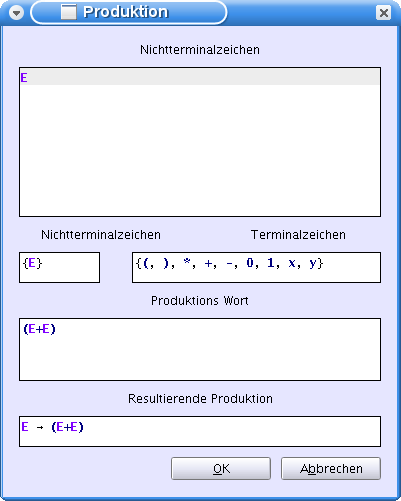 Produktion
Nichtterminalzeichen
E
Nichtterminalzeichen Terminalzeichen
{E} {(, ), *, +, -, 0, 1, x, y}
Produktions Wort
(E+E)
Resultierende Produktion
E → (E+E)
OK Abbrechen